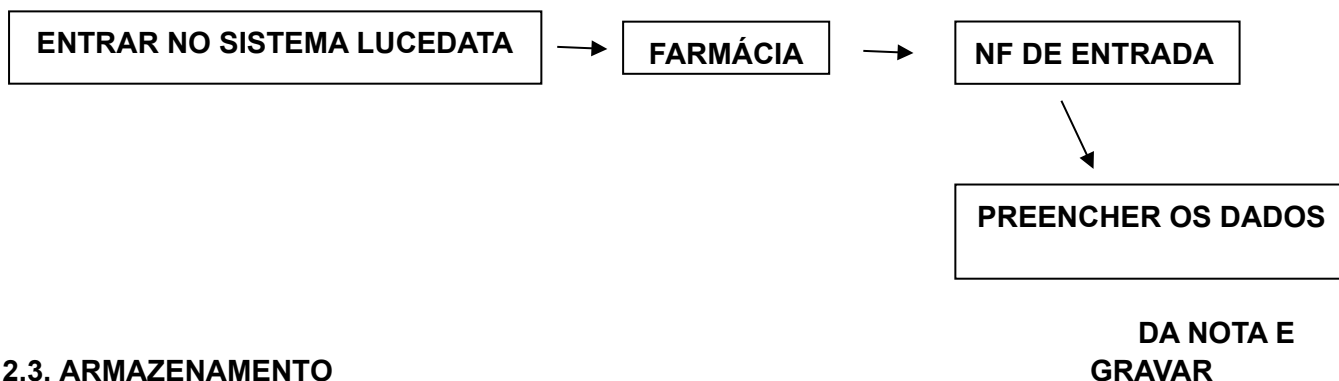 ENTRAR NO SISTEMA LUCEDATA
FARMÁCIA
NF DE ENTRADA
PREENCHER OS DADOS
DA NOTA E
GRAVAR
2.3. ARMAZENAMENTO